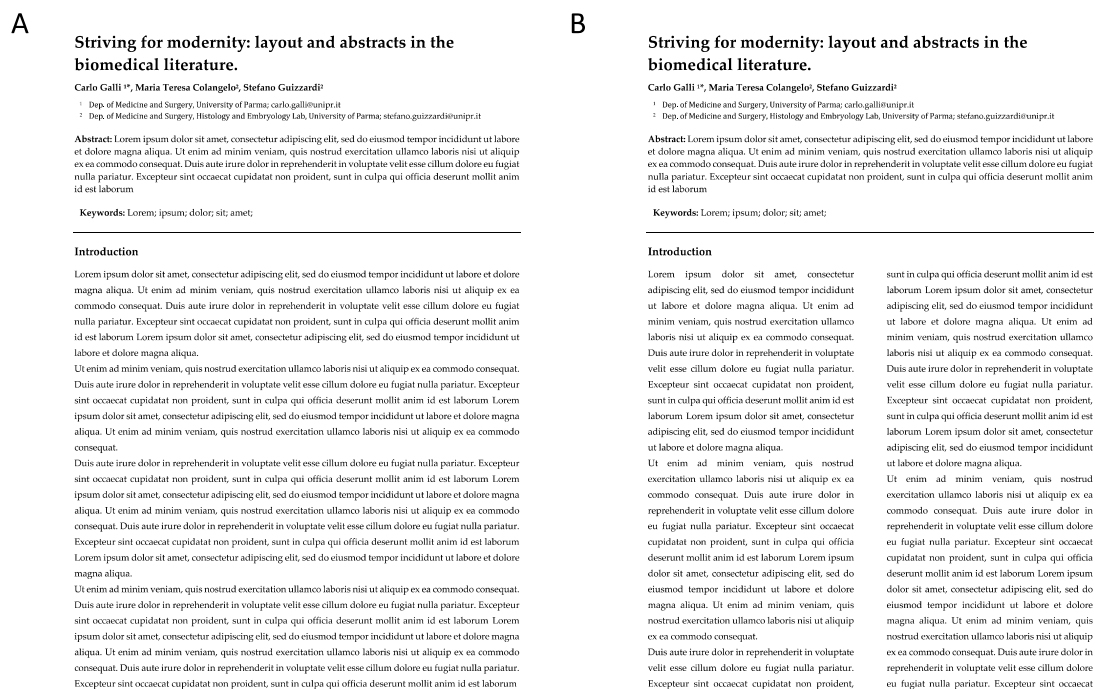 A
Striving for modernity: layout and abstracts in the
biomedical literature.
Carlo Galli ¹*, Maria Teresa Colangelo², Stefano Guizzardi²
¹ Dep. of Medicine and Surgery, University of Parma; carlo.galli@unipr.it
² Dep. of Medicine and Surgery, Histology and Embryology Lab, University of Parma; stefano.guizzardi@unipr.it
Abstract: Lorem ipsum dolor sit amet, consectetur adipiscing elit, sed do eiusmod tempor incididunt ut labore
et dolore magna aliqua. Ut enim ad minim veniam, quis nostrud exercitation ullamco laboris nisi ut aliquip
ex ea commodo consequat. Duis aute irure dolor in reprehenderit in voluptate velit esse cillum dolore eu fugiat
nulla pariatur. Excepteur sint occaecat cupidatat non proident, sunt in culpa qui officia deserunt mollit anim
id est laborum
Keywords: Lorem; ipsum; dolor; sit; amet;
Introduction
Lorem ipsum dolor sit amet, consectetur adipiscing elit, sed do eiusmod tempor incididunt ut labore et dolore
magna aliqua. Ut enim ad minim veniam, quis nostrud exercitation ullamco laboris nisi ut aliquip ex ea
commodo consequat. Duis aute irure dolor in reprehenderit in voluptate velit esse cillum dolore eu fugiat
nulla pariatur. Excepteur sint occaecat cupidatat non proident, sunt in culpa qui officia deserunt mollit anim
id est laborum Lorem ipsum dolor sit amet, consectetur adipiscing elit, sed do eiusmod tempor incididunt ut
labore et dolore magna aliqua.
Ut enim ad minim veniam, quis nostrud exercitation ullamco laboris nisi ut aliquip ex ea commodo consequat.
Duis aute irure dolor in reprehenderit in voluptate velit esse cillum dolore eu fugiat nulla pariatur. Excepteur
sint occaecat cupidatat non proident, sunt in culpa qui officia deserunt mollit anim id est laborum Lorem
ipsum dolor sit amet, consectetur adipiscing elit, sed do eiusmod tempor incididunt ut labore et dolore magna
aliqua. Ut enim ad minim veniam, quis nostrud exercitation ullamco laboris nisi ut aliquip ex ea commodo
consequat.
Duis aute irure dolor in reprehenderit in voluptate velit esse cillum dolore eu fugiat nulla pariatur. Excepteur
sint occaecat cupidatat non proident, sunt in culpa qui officia deserunt mollit anim id est laborum Lorem
ipsum dolor sit amet, consectetur adipiscing elit, sed do eiusmod tempor incididunt ut labore et dolore magna
aliqua. Ut enim ad minim veniam, quis nostrud exercitation ullamco laboris nisi ut aliquip ex ea commodo
consequat. Duis aute irure dolor in reprehenderit in voluptate velit esse cillum dolore eu fugiat nulla pariatur.
Excepteur sint occaecat cupidatat non proident, sunt in culpa qui officia deserunt mollit anim id est laborum
Lorem ipsum dolor sit amet, consectetur adipiscing elit, sed do eiusmod tempor incididunt ut labore et dolore
magna aliqua.
Ut enim ad minim veniam, quis nostrud exercitation ullamco laboris nisi ut aliquip ex ea commodo consequat.
Duis aute irure dolor in reprehenderit in voluptate velit esse cillum dolore eu fugiat nulla pariatur. Excepteur
sint occaecat cupidatat non proident, sunt in culpa qui officia deserunt mollit anim id est laborum Lorem
ipsum dolor sit amet, consectetur adipiscing elit, sed do eiusmod tempor incididunt ut labore et dolore magna
aliqua. Ut enim ad minim veniam, quis nostrud exercitation ullamco laboris nisi ut aliquip ex ea commodo
consequat. Duis aute irure dolor in reprehenderit in voluptate velit esse cillum dolore eu fugiat nulla pariatur.
Excepteur sint occaecat cupidatat non proident, sunt in culpa qui officia deserunt mollit anim id est laborum
B
Striving for modernity: layout and abstracts in the
biomedical literature.
Carlo Galli ¹*, Maria Teresa Colangelo², Stefano Guizzardi²
¹ Dep. of Medicine and Surgery, University of Parma; carlo.galli@unipr.it
² Dep. of Medicine and Surgery, Histology and Embryology Lab, University of Parma; stefano.guizzardi@unipr.it
Abstract: Lorem ipsum dolor sit amet, consectetur adipiscing elit, sed do eiusmod tempor incididunt ut labore
et dolore magna aliqua. Ut enim ad minim veniam, quis nostrud exercitation ullamco laboris nisi ut aliquip
ex ea commodo consequat. Duis aute irure dolor in reprehenderit in voluptate velit esse cillum dolore eu fugiat
nulla pariatur. Excepteur sint occaecat cupidatat non proident, sunt in culpa qui officia deserunt mollit anim
id est laborum
Keywords: Lorem; ipsum; dolor; sit; amet;
Introduction
Lorem ipsum dolor sit amet, consectetur
adipiscing elit, sed do eiusmod tempor incididunt
ut labore et dolore magna aliqua. Ut enim ad
minim veniam, quis nostrud exercitation ullamco
laboris nisi ut aliquip ex ea commodo consequat.
Duis aute irure dolor in reprehenderit in voluptate
velit esse cillum dolore eu fugiat nulla pariatur.
Excepteur sint occaecat cupidatat non proident,
sunt in culpa qui officia deserunt mollit anim id est
laborum Lorem ipsum dolor sit amet, consectetur
adipiscing elit, sed do eiusmod tempor incididunt
ut labore et dolore magna aliqua.
Ut enim ad minim veniam, quis nostrud
exercitation ullamco laboris nisi ut aliquip ex ea
commodo consequat. Duis aute irure dolor in
reprehenderit in voluptate velit esse cillum dolore
eu fugiat nulla pariatur. Excepteur sint occaecat
cupidatat non proident, sunt in culpa qui officia
deserunt mollit anim id est laborum Lorem ipsum
dolor sit amet, consectetur adipiscing elit, sed do
eiusmod tempor incididunt ut labore et dolore
magna aliqua. Ut enim ad minim veniam, quis
nostrud exercitation ullamco laboris nisi ut aliquip
ex ea commodo consequat.
Duis aute irure dolor in reprehenderit in voluptate
velit esse cillum dolore eu fugiat nulla pariatur.
Excepteur sint occaecat cupidatat non proident,
sunt in culpa qui officia deserunt mollit anim id est
laborum Lorem ipsum dolor sit amet, consectetur
adipiscing elit, sed do eiusmod tempor incididunt
ut labore et dolore magna aliqua. Ut enim ad
minim veniam, quis nostrud exercitation ullamco
laboris nisi ut aliquip ex ea commodo consequat.
Duis aute irure dolor in reprehenderit in voluptate
velit esse cillum dolore eu fugiat nulla pariatur.
Excepteur sint occaecat cupidatat non proident,
sunt in culpa qui officia deserunt mollit anim id est
laborum Lorem ipsum dolor sit amet, consectetur
adipiscing elit, sed do eiusmod tempor incididunt
ut labore et dolore magna aliqua.
Ut enim ad minim veniam, quis nostrud
exercitation ullamco laboris nisi ut aliquip ex ea
commodo consequat. Duis aute irure dolor in
reprehenderit in voluptate velit esse cillum dolore
eu fugiat nulla pariatur. Excepteur sint occaecat
cupidatat non proident, sunt in culpa qui officia
deserunt mollit anim id est laborum Lorem ipsum
dolor sit amet, consectetur adipiscing elit, sed do
eiusmod tempor incididunt ut labore et dolore
magna aliqua. Ut enim ad minim veniam, quis
nostrud exercitation ullamco laboris nisi ut aliquip
ex ea commodo consequat. Duis aute irure dolor in
reprehenderit in voluptate velit esse cillum dolore
eu fugiat nulla pariatur. Excepteur sint occaecat